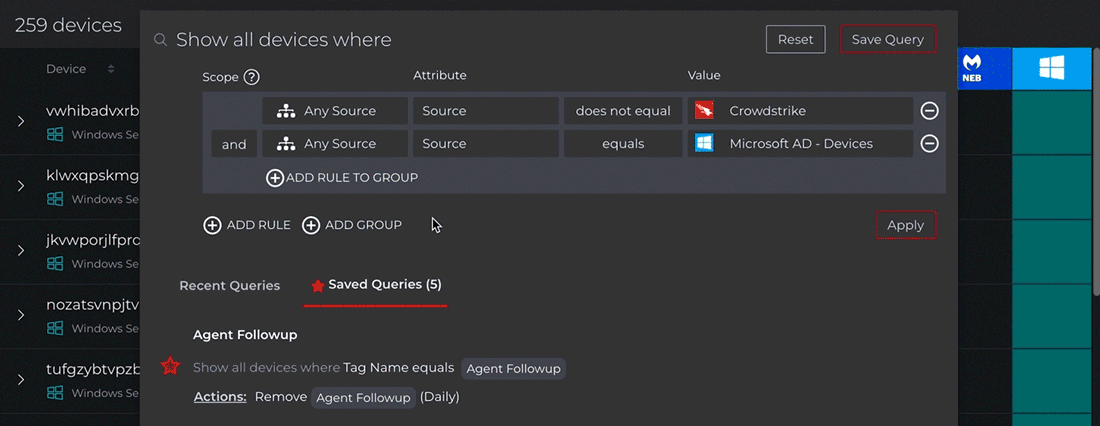 259 devices
Show all devices where
Reset
Save Query
Device
Scope ?
Attribute
Value
NEB
Any Source
Source
does not equal
Crowdstrike
and
Any Source
Source
equals
Microsoft AD - Devices
ADD RULE TO GROUP
ADD RULE
ADD GROUP
Apply
vwhibadvxrb
Windows Se
klwxqpskmg
Windows Se
jkvwporjlfprc
Windows Se
nozatsvnpjtv
Windows Se
tufgzybtvpzb
Windows Se
Recent Queries
Saved Queries (5)
Agent Followup
Show all devices where Tag Name equals Agent Followup
Actions: Remove Agent Followup (Daily)